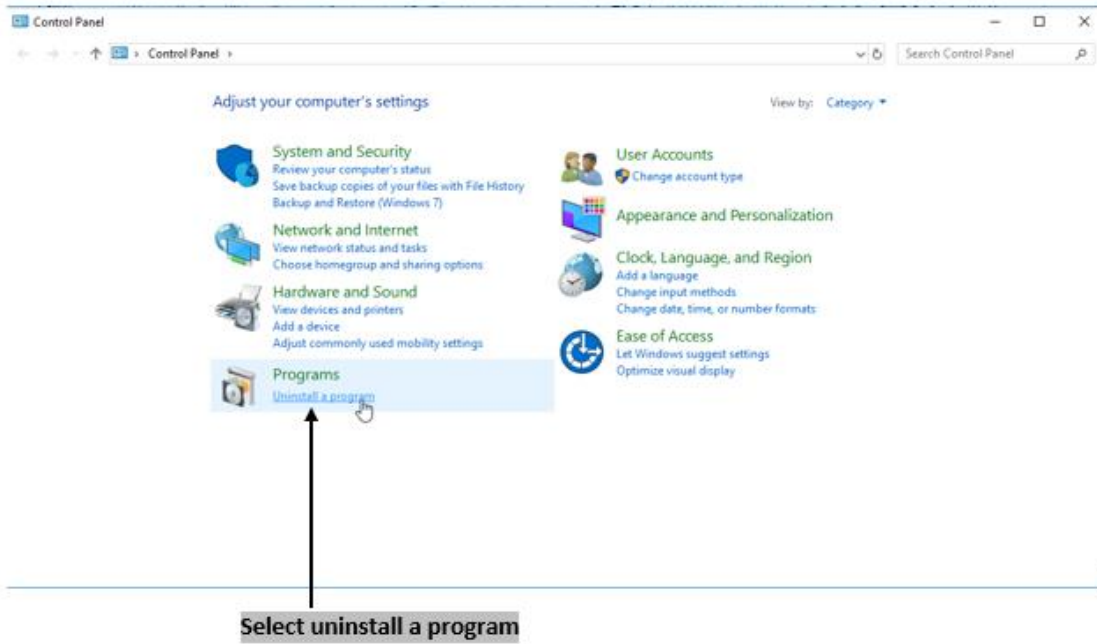 Control Panel
Control Panel
Search Control Panel
Adjust your computer's settings
View by: Category
System and Security
Review your computer's status
Save backup copies of your files with File History
Backup and Restore (Windows 7)
Network and Internet
View network status and tasks
Choose homegroup and sharing options
Hardware and Sound
View devices and printers
Add a device
Adjust commonly used mobility settings
Programs
Uninstall a program
User Accounts
Change account type
Appearance and Personalization
Clock, Language, and Region
Add a language
Change input methods
Change date, time, or number formats
Ease of Access
Let Windows suggest settings
Optimize visual display
Select uninstall a program